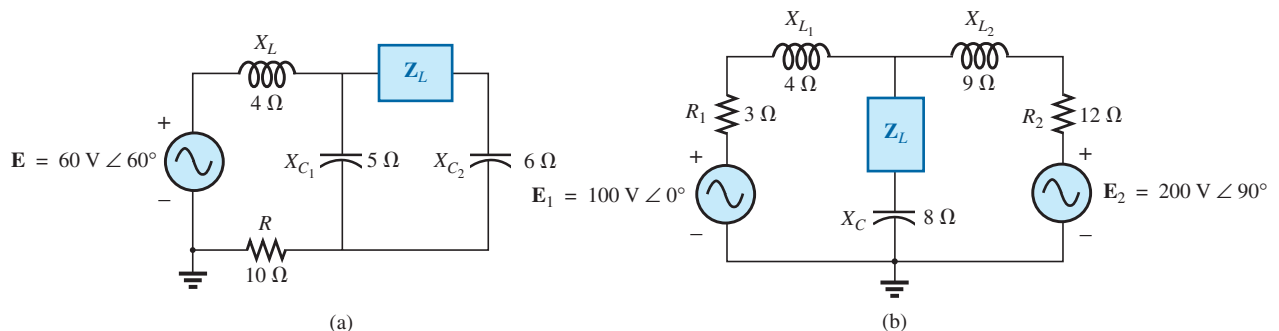 X_L
4 Ω
Z_L
+
E = 60 V ∠ 60°
−
X_C1
5 Ω
X_C2
6 Ω
R
10 Ω
(a)
X_L1
4 Ω
X_L2
9 Ω
R_1
3 Ω
Z_L
R_2
12 Ω
+
E_1 = 100 V ∠ 0°
−
X_C
8 Ω
+
E_2 = 200 V ∠ 90°
−
(b)